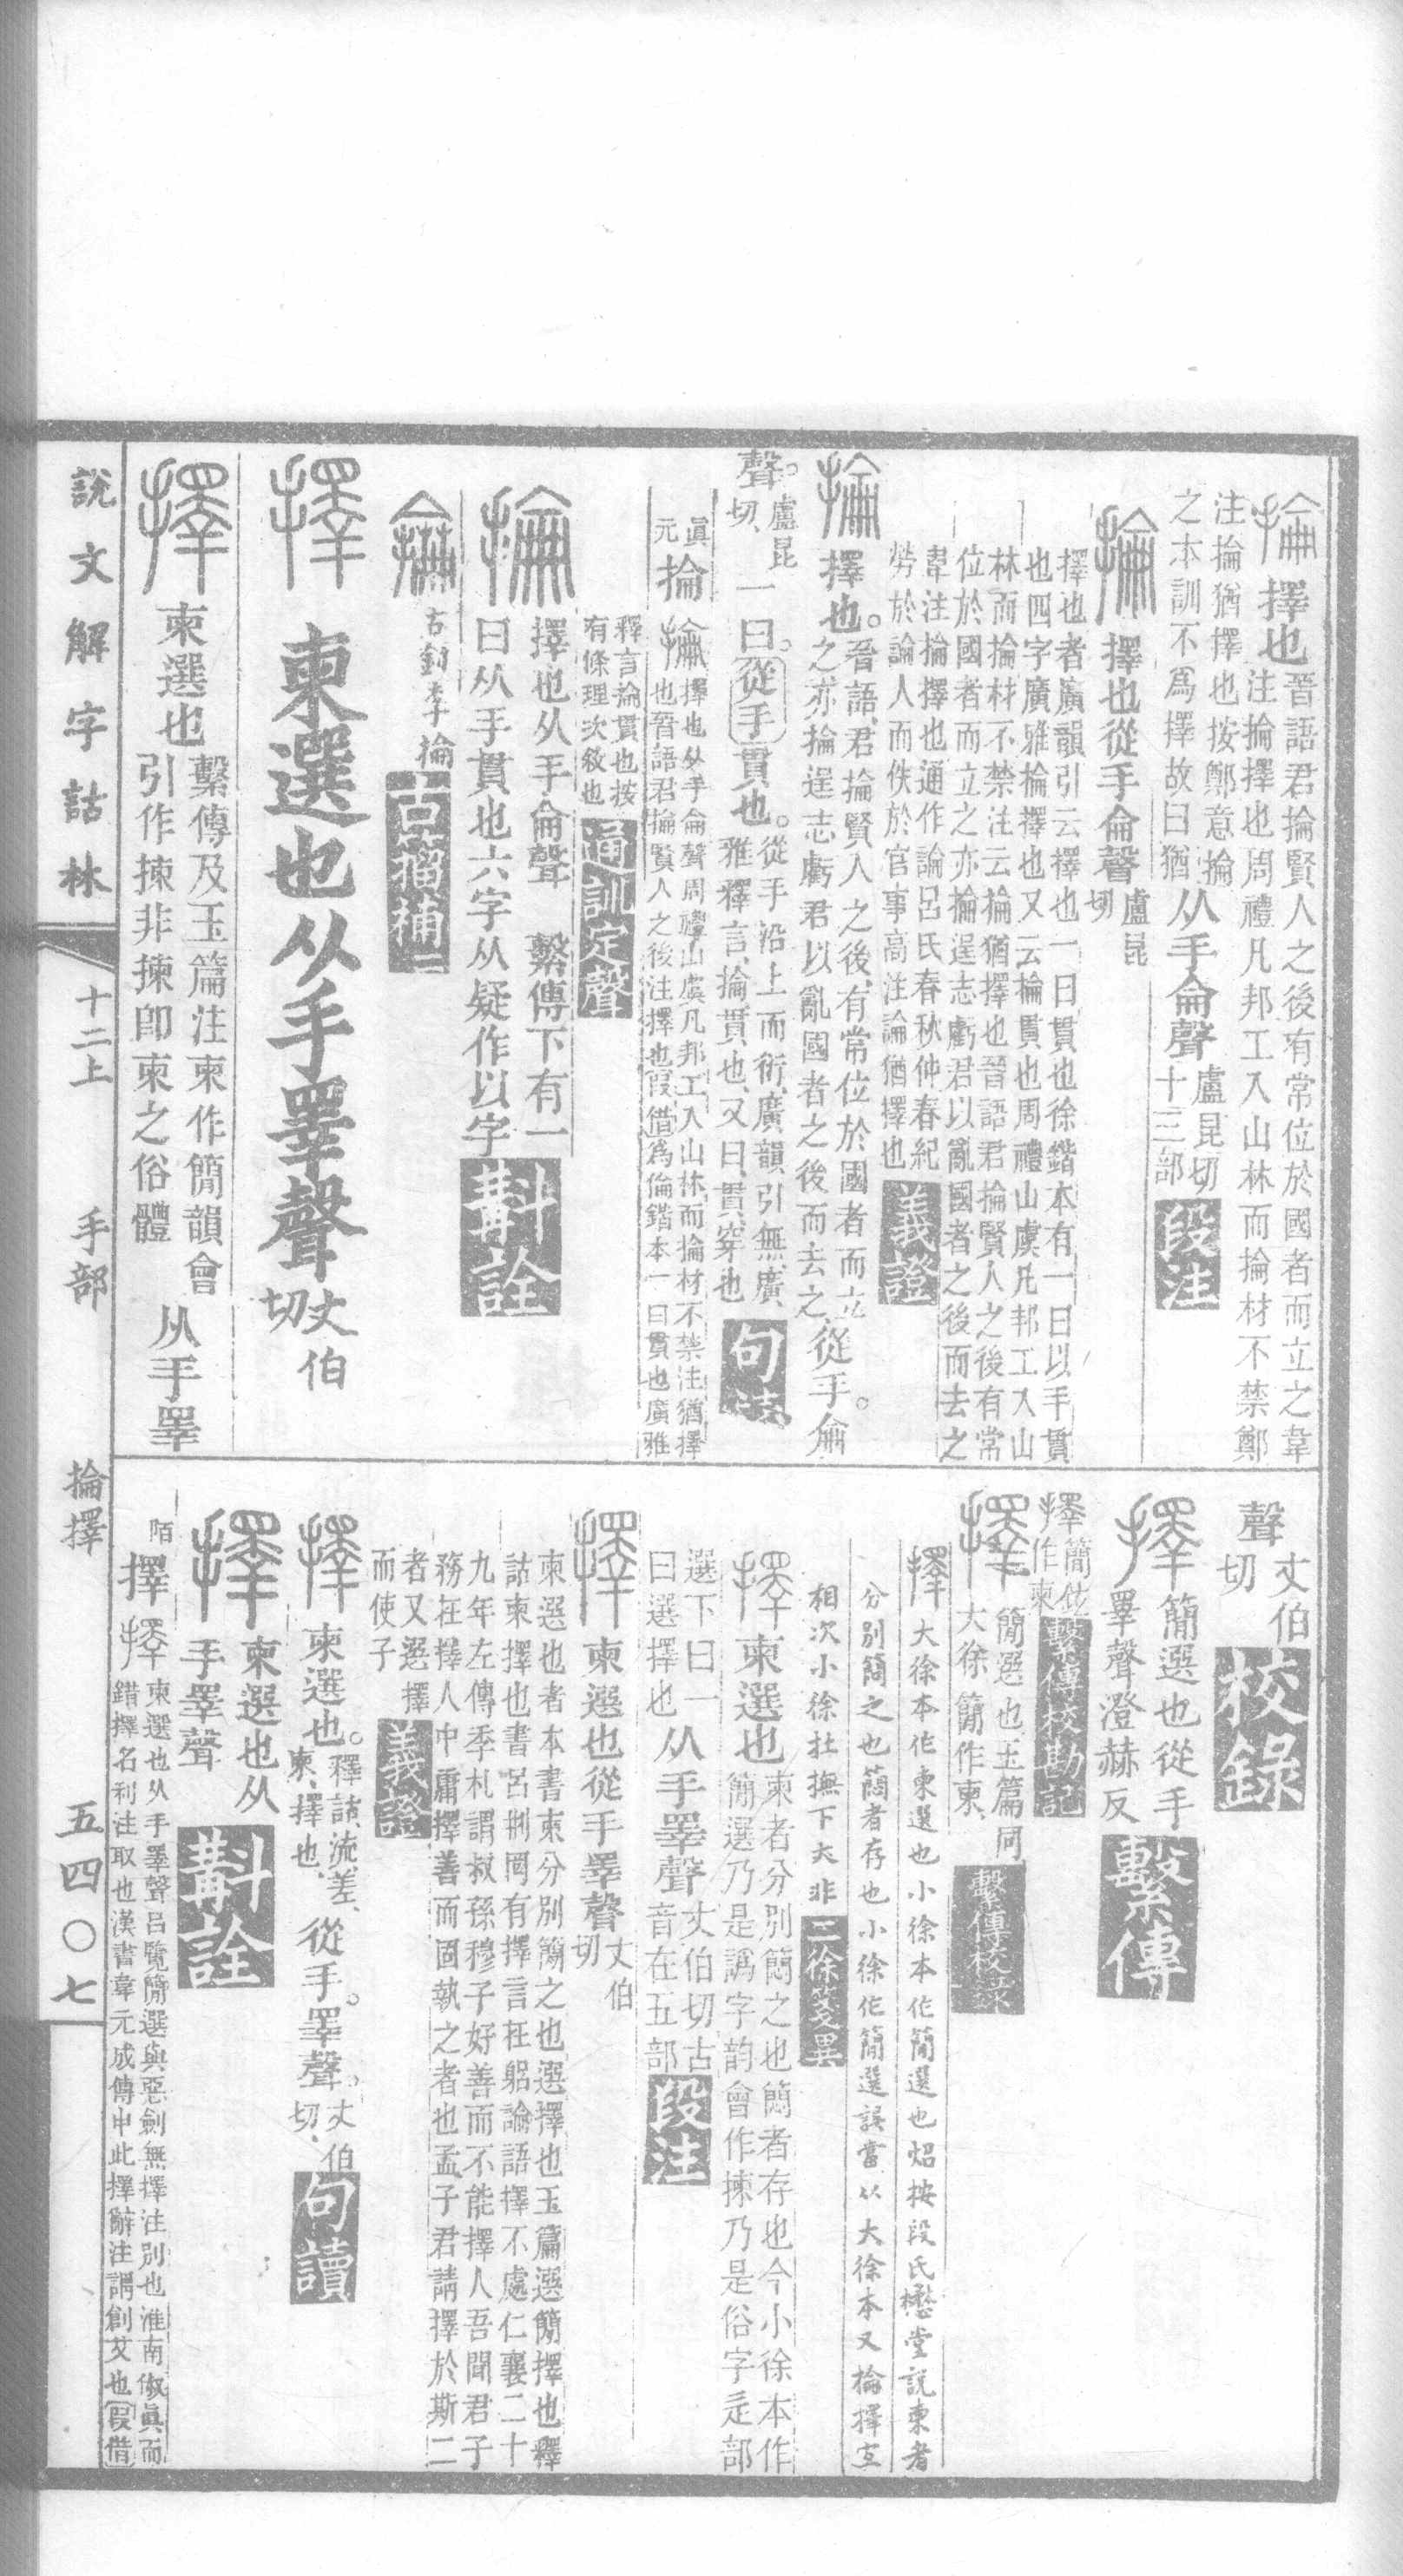 掄 擇也晉語君掄賢人之後有常位於國者而立之韋
注掄擇也周禮凡邦工入山林而掄材不禁鄭
注掄猶擇也按鄭意掄
之本訓不爲擇故曰猶
从手侖聲盧昆切
十三部
段注
掄 擇也從手侖聲盧昆
切
擇也者廣韻引云擇也一曰貫也徐鍇本有一曰以手貫
也四字廣雅掄擇也又云掄貫也周禮山虞凡邦工入山
林而掄材不禁注云掄猶擇也晉語君掄賢人之後有常
位於國者而立之亦掄逞志虧君以亂國者之後而去之
韋注掄擇也通作論呂氏春秋仲春紀
勞於論人而佚於官事高注論猶擇也
義證
掄 擇也。晉語、君掄賢人之後、有常位於國者而立
之、亦掄逞志虧君以亂國者之後而去之、從手侖
聲。盧昆
切、
一曰。從手貫也。從手沿上而衍、廣韻引無、廣
雅釋言、掄、貫也、又曰、貫、穿也
句讀
眞
元
掄 掄
擇也从手侖聲周禮山虞凡邦工入山林而掄材不禁注猶擇
也晉語君掄賢人之後注擇也叚借爲倫鍇本一曰貫也廣雅
釋言掄貫也按
有條理次敘也
通訓定聲
掄 擇也从手侖聲 繫傳下有一
曰从手貫也六字从疑作以字
斠詮
古鉨李掄
古籀補二
擇 柬選也从手睪聲丈伯
切
擇 柬選也
繫傳及玉篇注柬作簡韻會
引作揀非揀卽柬之俗體
从手睪
聲丈伯
切
校錄
擇 簡選也從手
睪聲澄赫反
繫傳
擇簡作
作柬
繫傳校勘記
擇 簡選也、玉篇同、
大徐簡作柬、
繫傳校錄
擇 大徐本作柬選也小徐本作簡選也炤按段氏懋堂說柬者
分別簡之也簡者存也小徐作簡選誤當从大徐本又掄擇互
相次小徐杜撫下大非
二徐箋異
擇 柬選也
柬者分別簡之也簡者存也今小徐本作
簡選乃是譌字韵會作揀乃是俗字辵部
選下曰一
曰選擇也
从手睪聲
丈伯切古
音在五部
段注
擇 柬選也從手睪聲丈伯
切
柬選也者本書柬分別簡之也選擇也玉篇選簡擇也釋
詁柬擇也書呂刑罔有擇言在躬論語擇不處仁襄二十
九年左傳季札謂叔孫穆子好善而不能擇人吾聞君子
務在擇人中庸擇善而固執之者也孟子君請擇於斯二
者又選擇
而使子
義證
擇 柬選也。釋詁、流、差、
柬、擇也、
從手。睪聲。丈伯
切、
句讀
擇 柬選也从
手睪聲
斠詮
陌
擇 擇
柬選也从手睪聲呂覽簡選與惡劍無擇注別也淮南俶眞而
錯擇名利注取也漢書韋元成傳申此擇辭注謂創艾也叚借
說文解字詁林
十二上
手部
掄擇
五四〇七